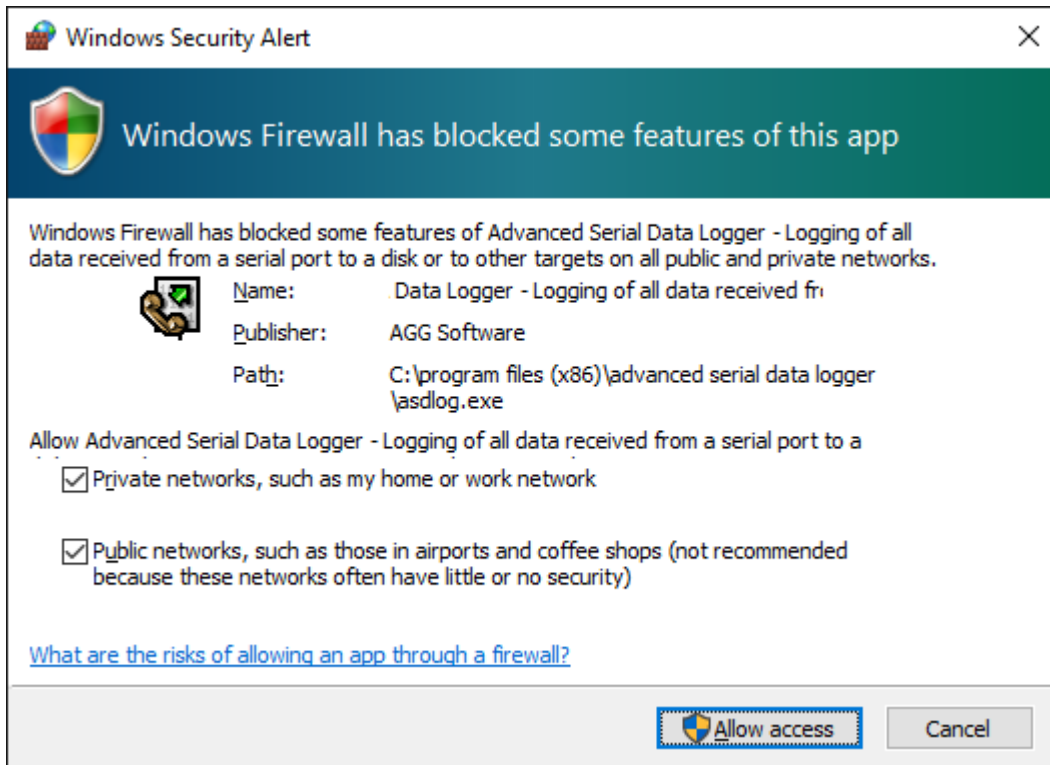 Windows Security Alert
Windows Firewall has blocked some features of this app
Windows Firewall has blocked some features of Advanced Serial Data Logger - Logging of all
data received from a serial port to a disk or to other targets on all public and private networks.
Name: Data Logger - Logging of all data received
Publisher: AGG Software
Path: C:\program files (x86)\advanced serial data logger
\asdlog.exe
Allow Advanced Serial Data Logger - Logging of all data received from a serial port to a
Private networks, such as my home or work network
Public networks, such as those in airports and coffee shops (not recommended
because these networks often have little or no security)
What are the risks of allowing an app through a firewall?
Allow access Cancel